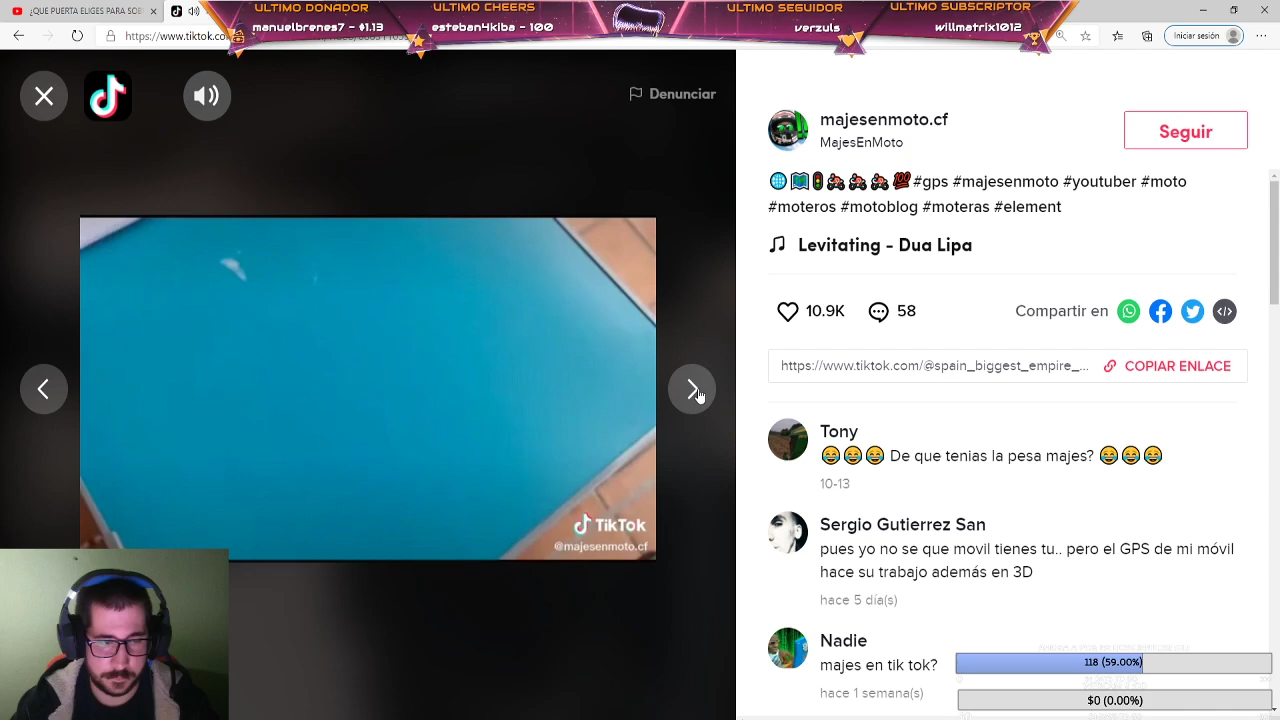 ULTIMO DONADOR
ULTIMO CHEERS
ULTIMO SEGUIDOR
ULTIMO SUBSCRIPTOR
manuelbrenes7 - $1.13
esteban4kiba - 100
verzuls
willmatrix1012
¿QUEPUERTA ELIGES PARA SOBR
https://www.tiktok.co
Iniciar sesión
Denunciar
majesenmoto.cf
MajesEnMoto
Seguir
#gps #majesenmoto #youtuber #moto
#moteros #motoblog #moteras #element
Levitating - Dua Lipa
10.9K
58
Compartir en
https://www.tiktok.com/@spain_biggest_empire_...
COPIAR ENLACE
Tony
De que tenias la pesa majes?
10-13
Sergio Gutierrez San
pues yo no se que movil tienes tu.. pero el GPS de mi móvil
hace su trabajo además en 3D
hace 5 día(s)
Nadie
majes en tik tok?
hace 1 semana(s)
TikTok
@majesenmoto.cf
118 (59.00%)
$0 (0.00%)